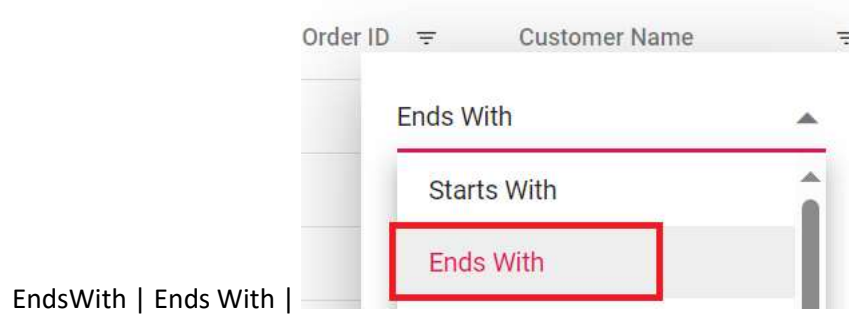 Order ID Customer Name
Ends With
Starts With
Ends With
EndsWith | Ends With |